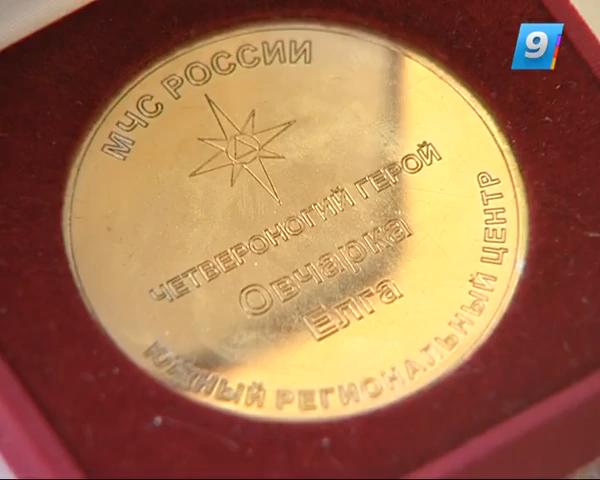 9
МЧС РОССИИ
ЧЕТВЕРОНОГИЙ ГЕРОЙ
Овчарка
Елга
ЮЖНЫЙ РЕГИОНАЛЬНЫЙ ЦЕНТР